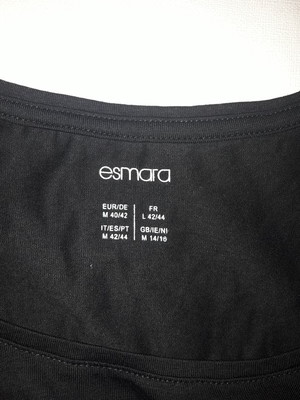 esmara
EUR/DE FR
M 40/42 L 42/44
IT/ES/PT GB/IE/NI
M 42/44 M 14/16